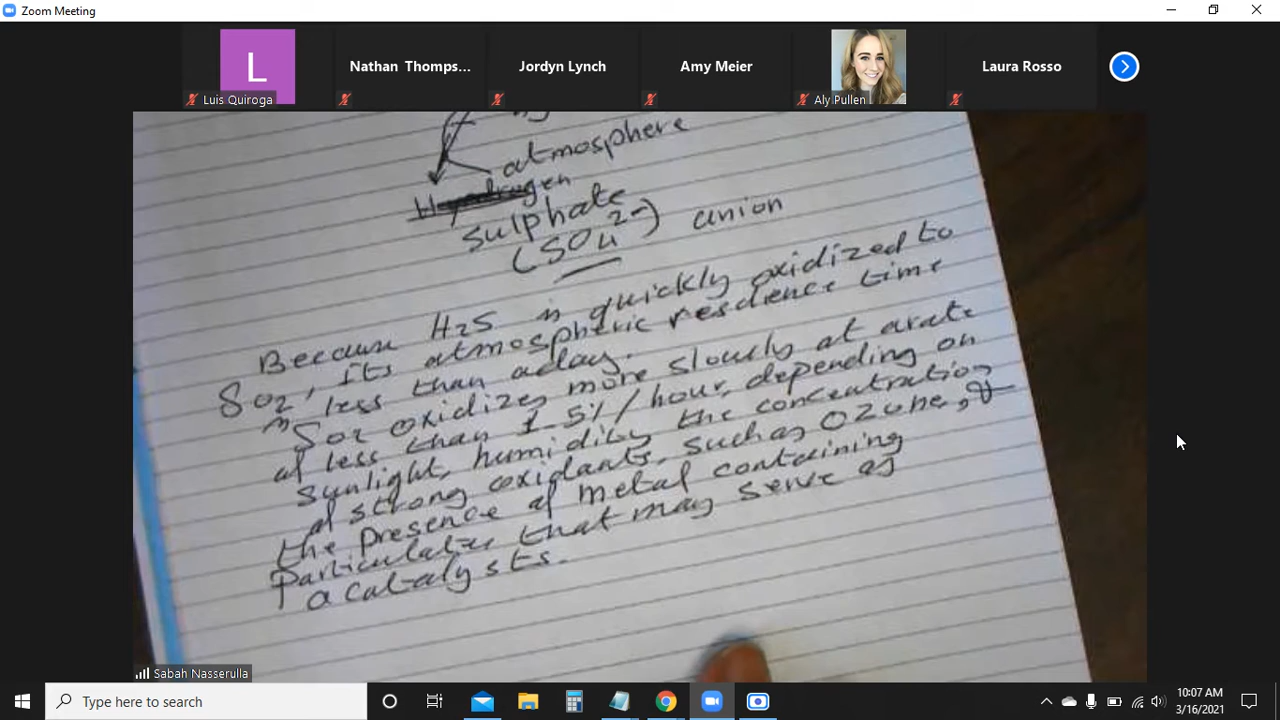 Zoom Meeting
L
Luis Quiroga
Nathan Thomps...
Jordyn Lynch
Amy Meier
Aly Pullen
Laura Rosso
atmosphere
Hydrogen
sulphate
(SO4²⁻) anion
Because H2S is quickly oxidized to
SO2, its atmospheric resdience time
is less than a day.
SO2 oxidizes more slowly at a rate
of less than 1-5%/hour, depending on
sunlight, humidity the concentration
of strong oxidants, such as Ozone, &
the presence of metal containing
Particulates that may serve as
a catalysts.
Sabah Nasserulla
Type here to search
10:07 AM
3/16/2021